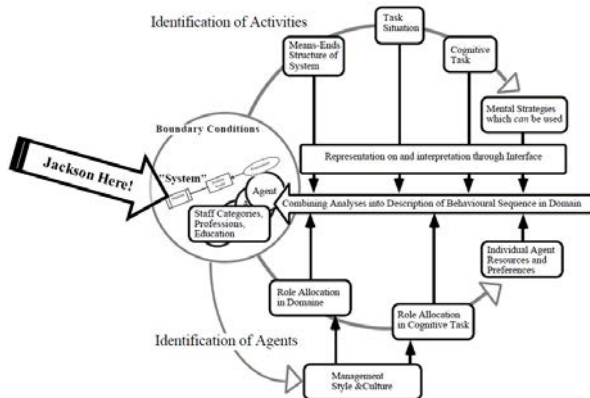 Identification of Activities
Task
Situation
Means-Ends
Structure of
System
Cognitive
Task
Mental Strategies
which can be used
Boundary Conditions
Representation on and interpretation through Interface
Jackson Here!
"System"
Agent
Combining Analyses into Description of Behavioural Sequence in Domain
Staff Categories,
Professions,
Education
Individual Agent
Resources and
Preferences
Role Allocation
in Domaine
Role Allocation
in Cognitive Task
Identification of Agents
Management
Style &Culture